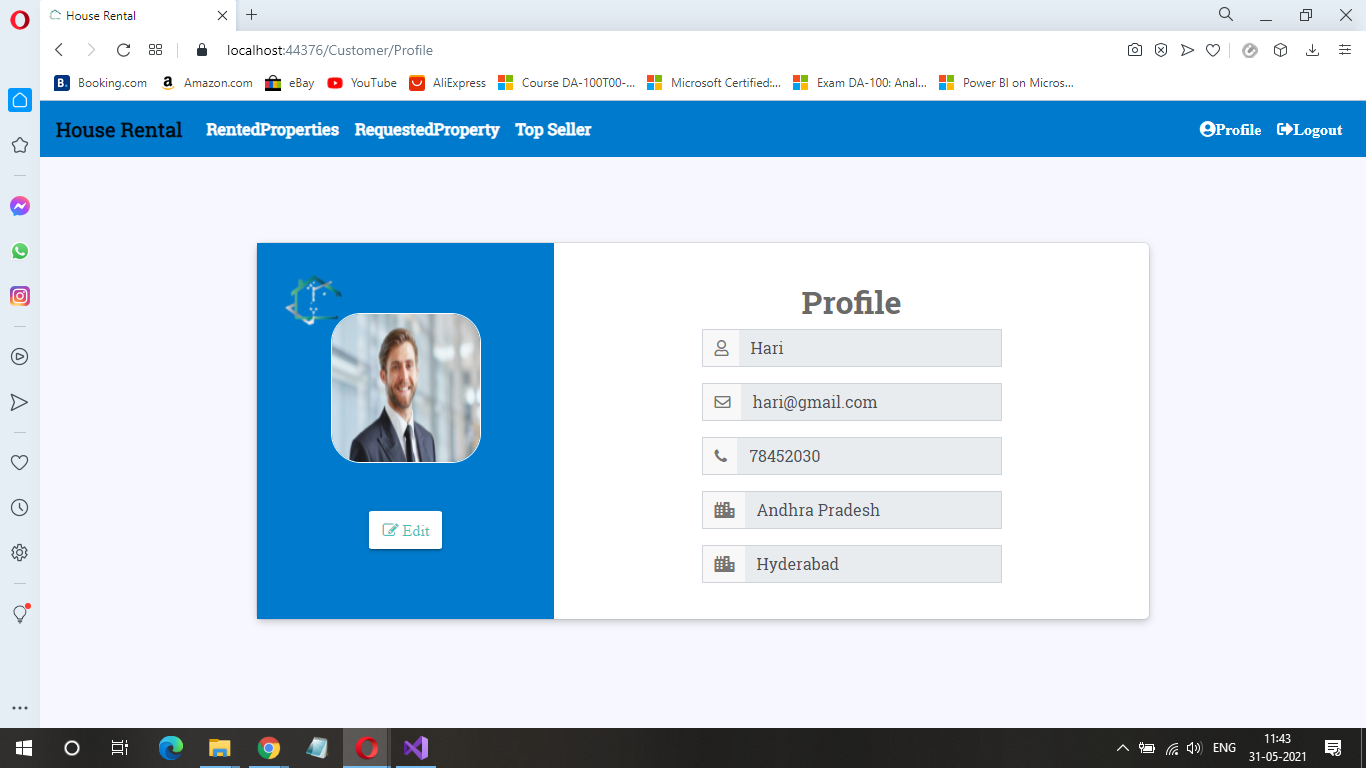 House Rental
localhost:44376/Customer/Profile
B. Booking.com
a Amazon.com
eBay
YouTube
AliExpress
Course DA-100T00-...
Microsoft Certified:...
Exam DA-100: Anal...
Power BI on Micros...
House Rental
RentedProperties
RequestedProperty
Top Seller
Profile
Logout
Profile
Hari
hari@gmail.com
78452030
Andhra Pradesh
Hyderabad
Edit
ENG
11:43
31-05-2021